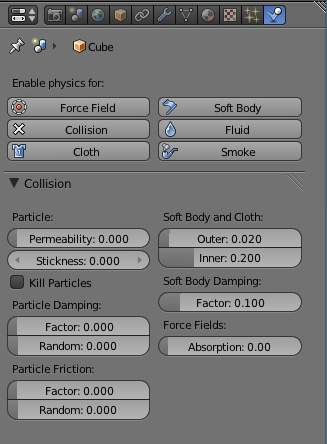 Cube
Enable physics for:
Force Field
Soft Body
Collision
Fluid
Cloth
Smoke
Collision
Particle:
Permeability: 0.000
Stickness: 0.000
Kill Particles
Particle Damping:
Factor: 0.000
Random: 0.000
Particle Friction:
Factor: 0.000
Random: 0.000
Soft Body and Cloth:
Outer: 0.020
Inner: 0.200
Soft Body Damping:
Factor: 0.100
Force Fields:
Absorption: 0.00